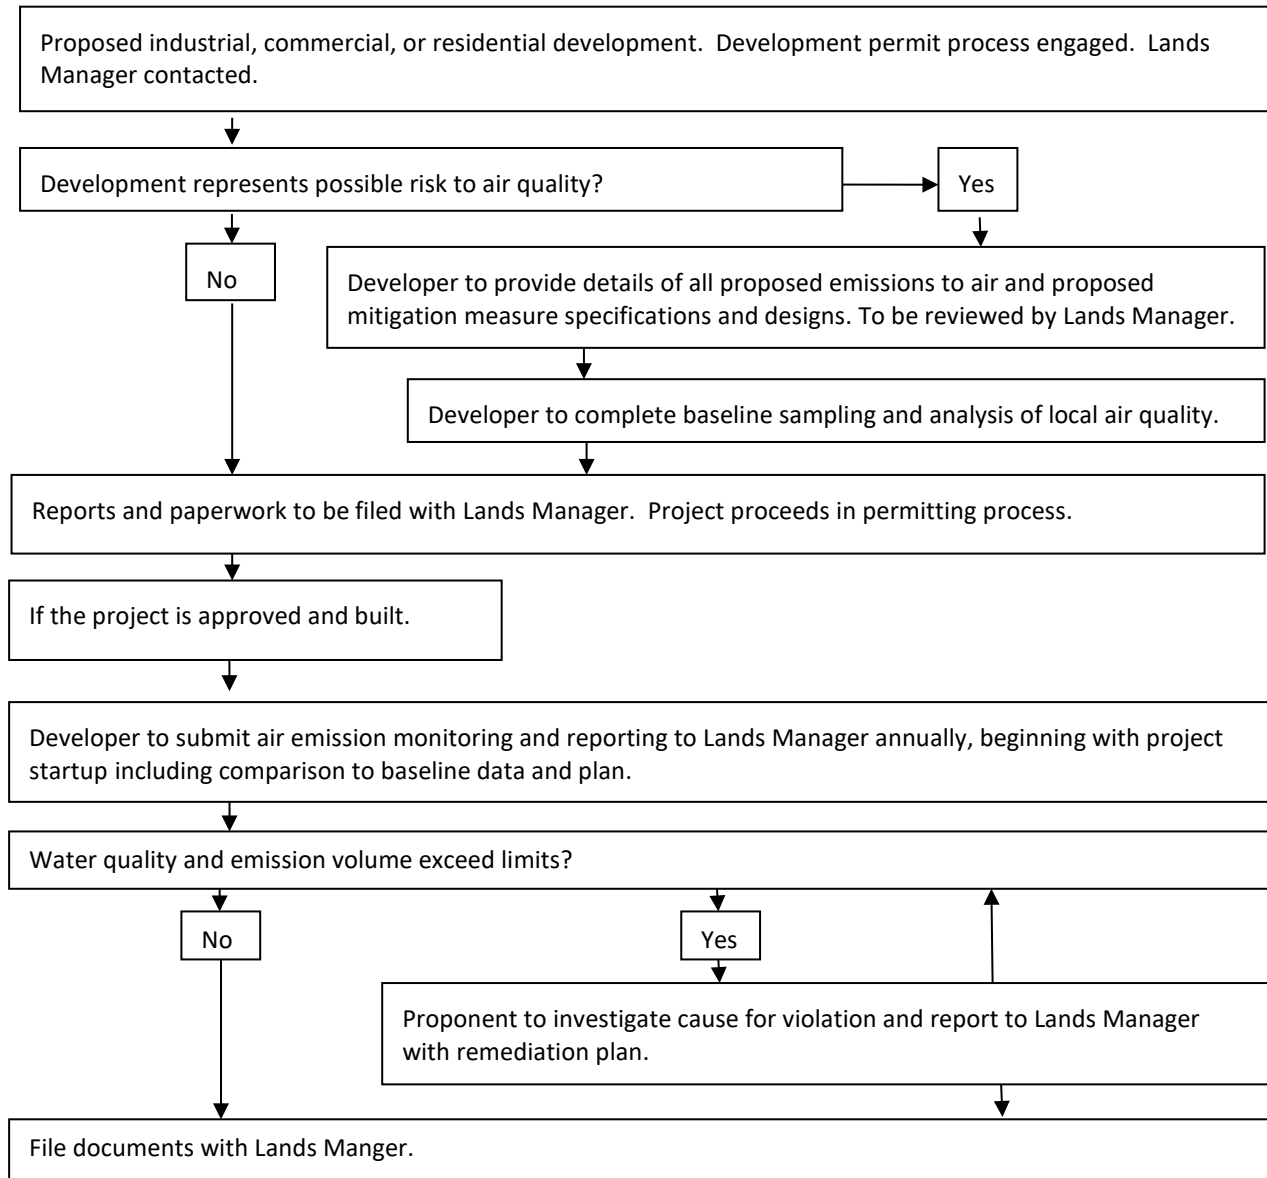 Proposed industrial, commercial, or residential development.  Development permit process engaged.  Lands
Manager contacted.
Development represents possible risk to air quality?
Yes
No
Developer to provide details of all proposed emissions to air and proposed
mitigation measure specifications and designs. To be reviewed by Lands Manager.
Developer to complete baseline sampling and analysis of local air quality.
Reports and paperwork to be filed with Lands Manager.  Project proceeds in permitting process.
If the project is approved and built.
Developer to submit air emission monitoring and reporting to Lands Manager annually, beginning with project
startup including comparison to baseline data and plan.
Water quality and emission volume exceed limits?
No
Yes
Proponent to investigate cause for violation and report to Lands Manager
with remediation plan.
File documents with Lands Manger.